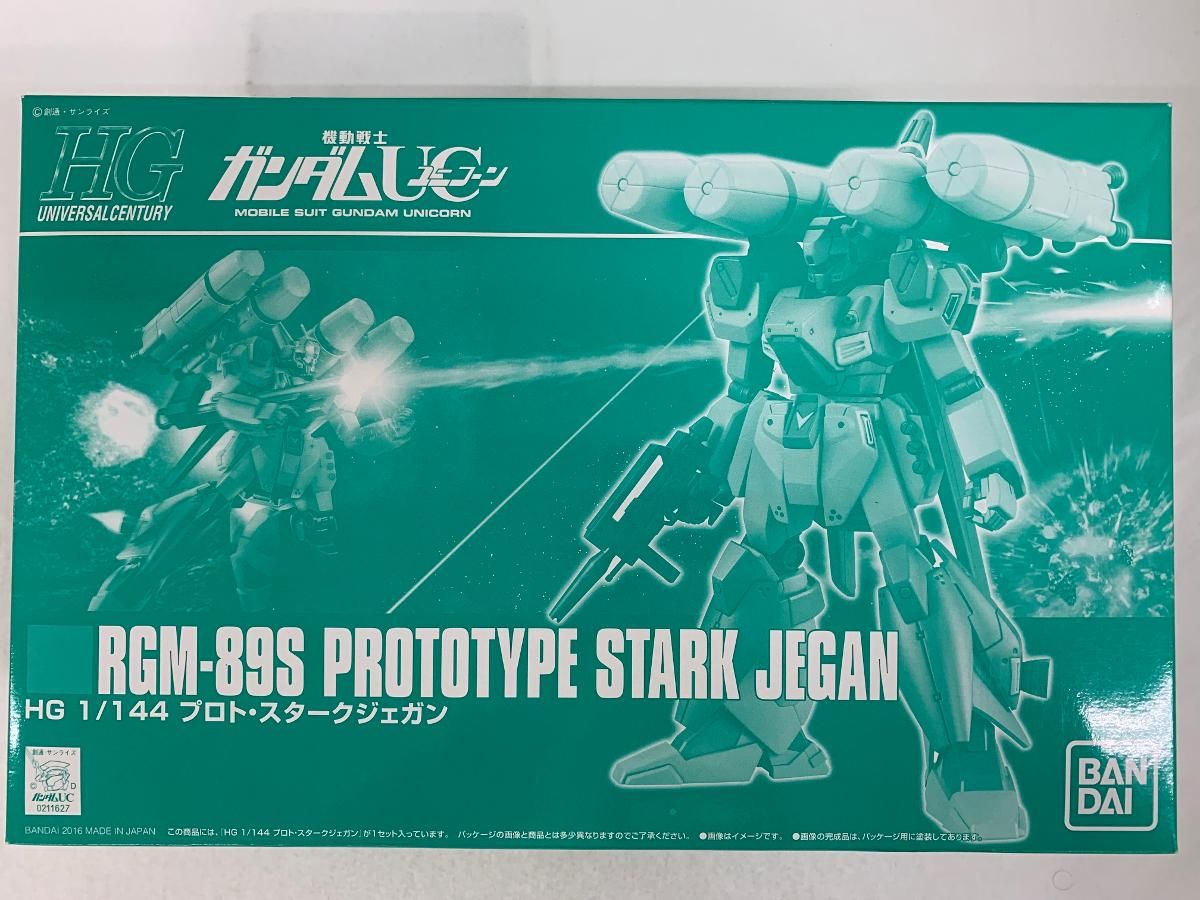 ©創通・サンライズ
HG
UNIVERSAL CENTURY
機動戦士
ガンダムUC
ユニコーン
MOBILE SUIT GUNDAM UNICORN
RGM-89S PROTOTYPE STARK JEGAN
HG 1/144 プロト・スタークジェガン
創通・サンライズ
© D
ガンダムUC
0211627
BAN
DAI
BANDAI 2016 MADE IN JAPAN この商品には、「HG 1/144 プロト・スタークジェガン」が1セット入っています。 パッケージの画像と商品とは多少異なりますのでご了承ください。 ●画像はイメージです。 ●画像の完成品は、パッケージ用に塗装してあります。